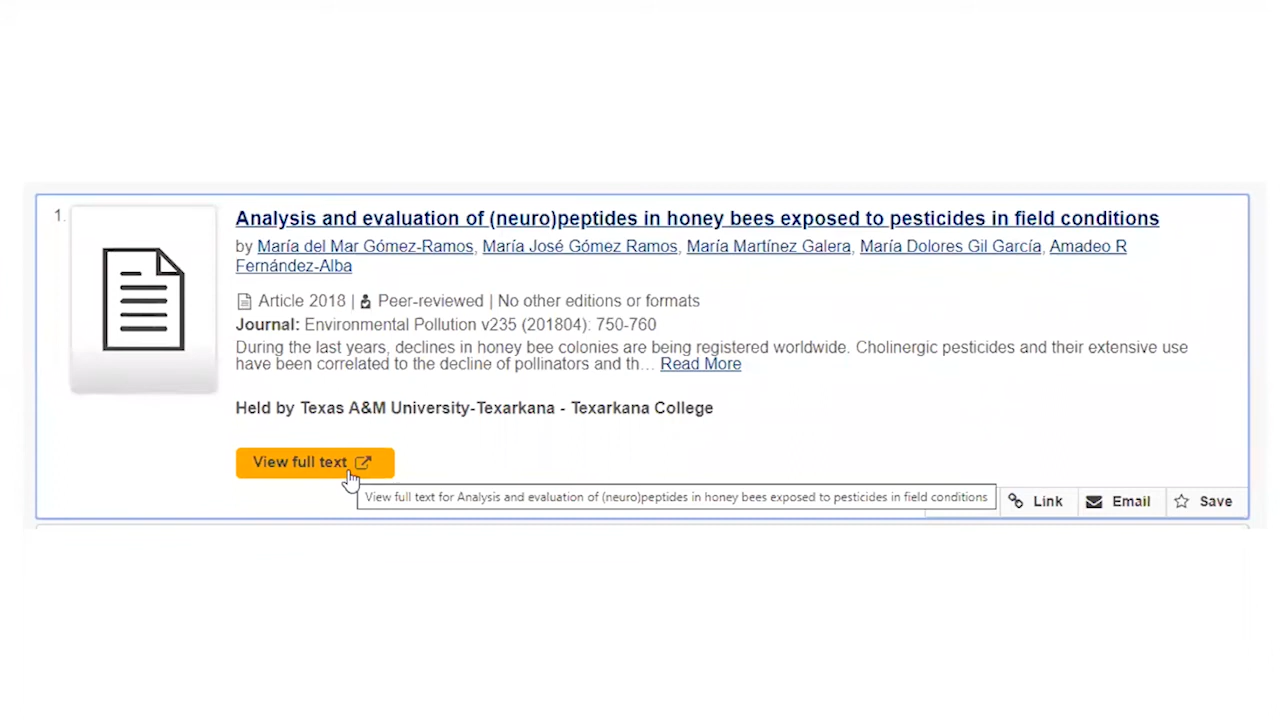 1.
Analysis and evaluation of (neuro)peptides in honey bees exposed to pesticides in field conditions
by María del Mar Gómez-Ramos, María José Gómez Ramos, María Martínez Galera, María Dolores Gil García, Amadeo R
Fernández-Alba
Article 2018 | Peer-reviewed | No other editions or formats
Journal: Environmental Pollution v235 (201804): 750-760
During the last years, declines in honey bee colonies are being registered worldwide. Cholinergic pesticides and their extensive use
have been correlated to the decline of pollinators and th… Read More
Held by Texas A&M University-Texarkana - Texarkana College
View full text
View full text for Analysis and evaluation of (neuro)peptides in honey bees exposed to pesticides in field conditions
Link Email Save